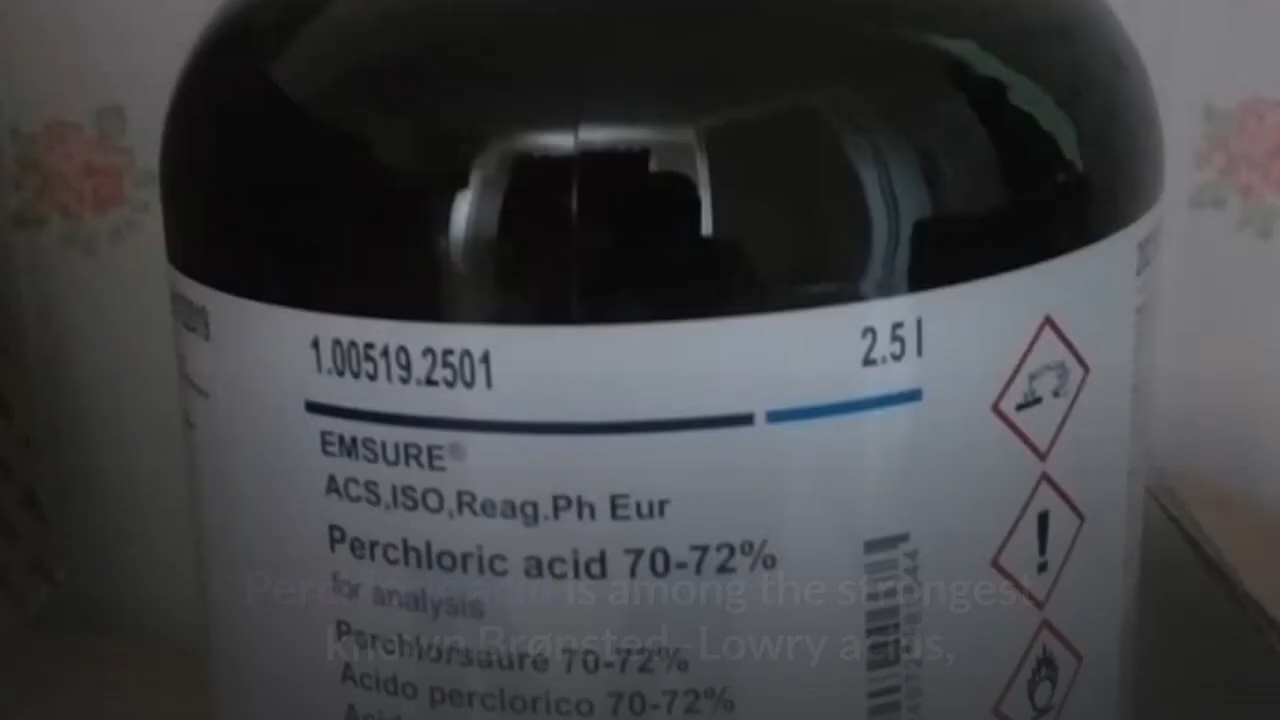 1.00519.2501
2.5 l
EMSURE®
ACS,ISO,Reag.Ph Eur
Perchloric acid 70-72%
for analysis
Perchlorsäure 70-72%
Acido perclorico 70-72%
is among the strongest
Brønsted–Lowry